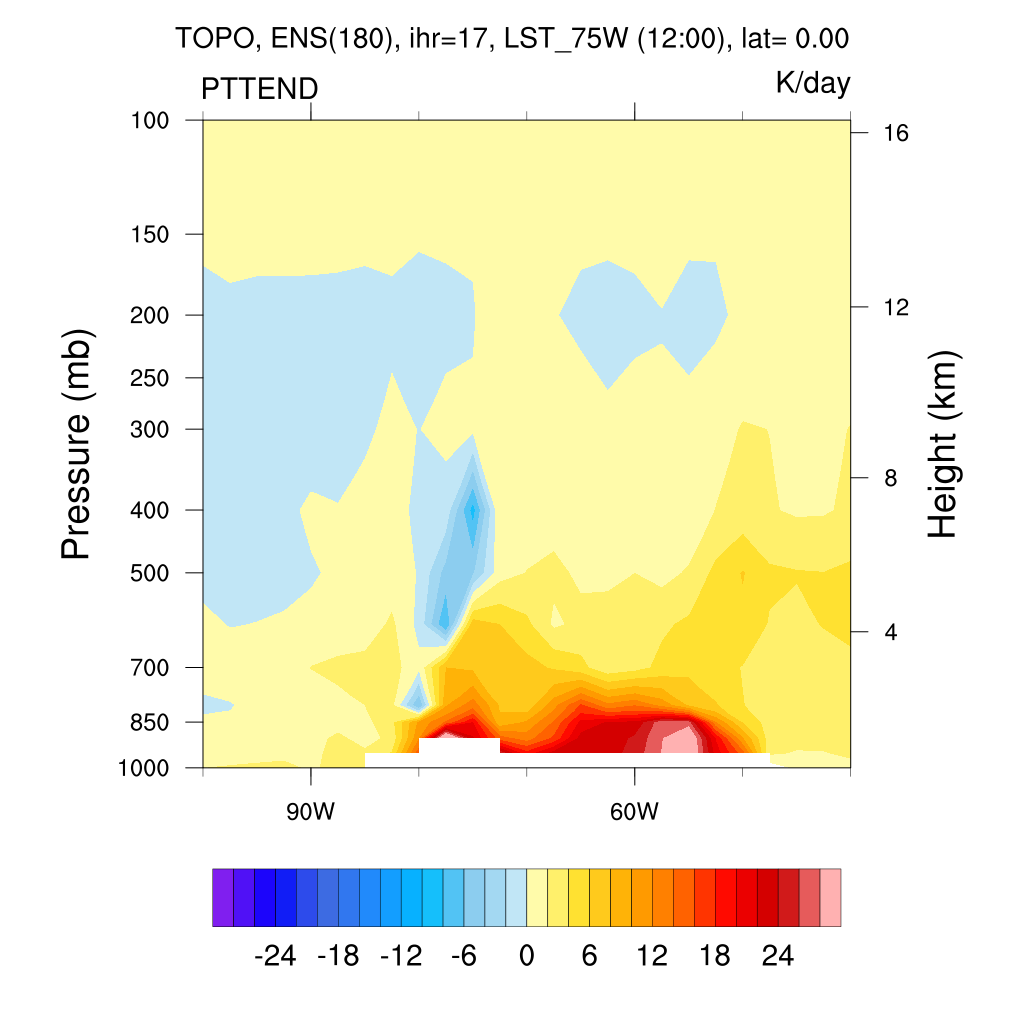 TOPO, ENS(180), ihr=17, LST_75W (12:00), lat= 0.00
PTTEND
K/day
100
150
200
250
300
400
500
700
850
1000
Pressure (mb)
16
12
8
4
Height (km)
90W
60W
-24 -18 -12 -6 0 6 12 18 24